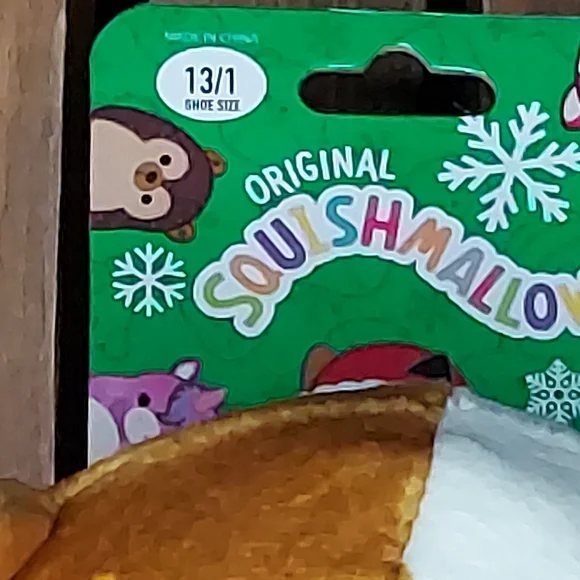 MADE IN CHINA
13/1
SHOE SIZE
ORIGINAL
SQUISHMALLOW